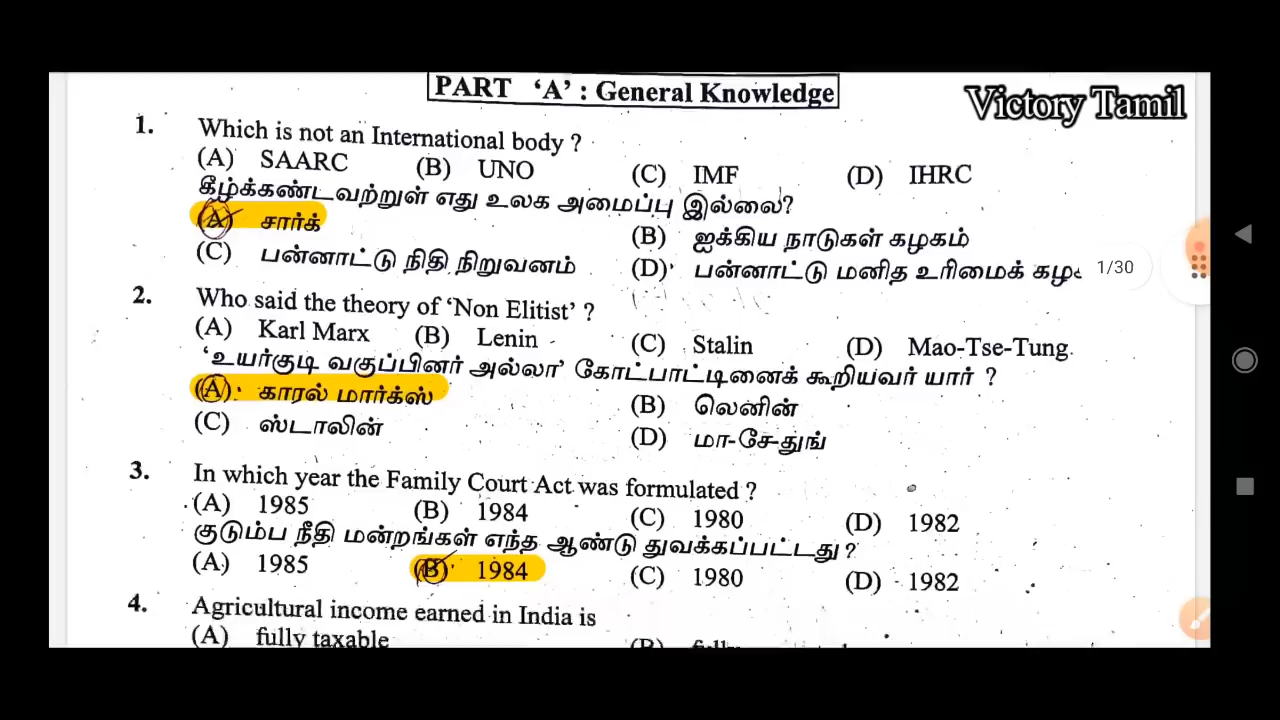 PART 'A' : General Knowledge
Victory Tamil
1. Which is not an International body ?
(A) SAARC (B) UNO (C) IMF (D) IHRC
கீழ்க்கண்டவற்றுள் எது உலக அமைப்பு இல்லை?
(A) சார்க் (B) ஐக்கிய நாடுகள் கழகம்
(C) பன்னாட்டு நிதி நிறுவனம் (D) பன்னாட்டு மனித உரிமைக்
1/30
2. Who said the theory of 'Non Elitist' ?
(A) Karl Marx (B) Lenin (C) Stalin (D) Mao-Tse-Tung
'உயர்குடி வகுப்பினர் அல்லா' கோட்பாட்டினைக் கூறியவர் யார் ?
(A) காரல் மார்க்ஸ் (B) லெனின்
(C) ஸ்டாலின் (D) மா-சே-துங்
3. In which year the Family Court Act was formulated ?
(A) 1985 (B) 1984 (C) 1980 (D) 1982
குடும்ப நீதி மன்றங்கள் எந்த ஆண்டு துவக்கப்பட்டது ?
(A) 1985 (B) 1984 (C) 1980 (D) 1982
4. Agricultural income earned in India is
(A) fully taxable